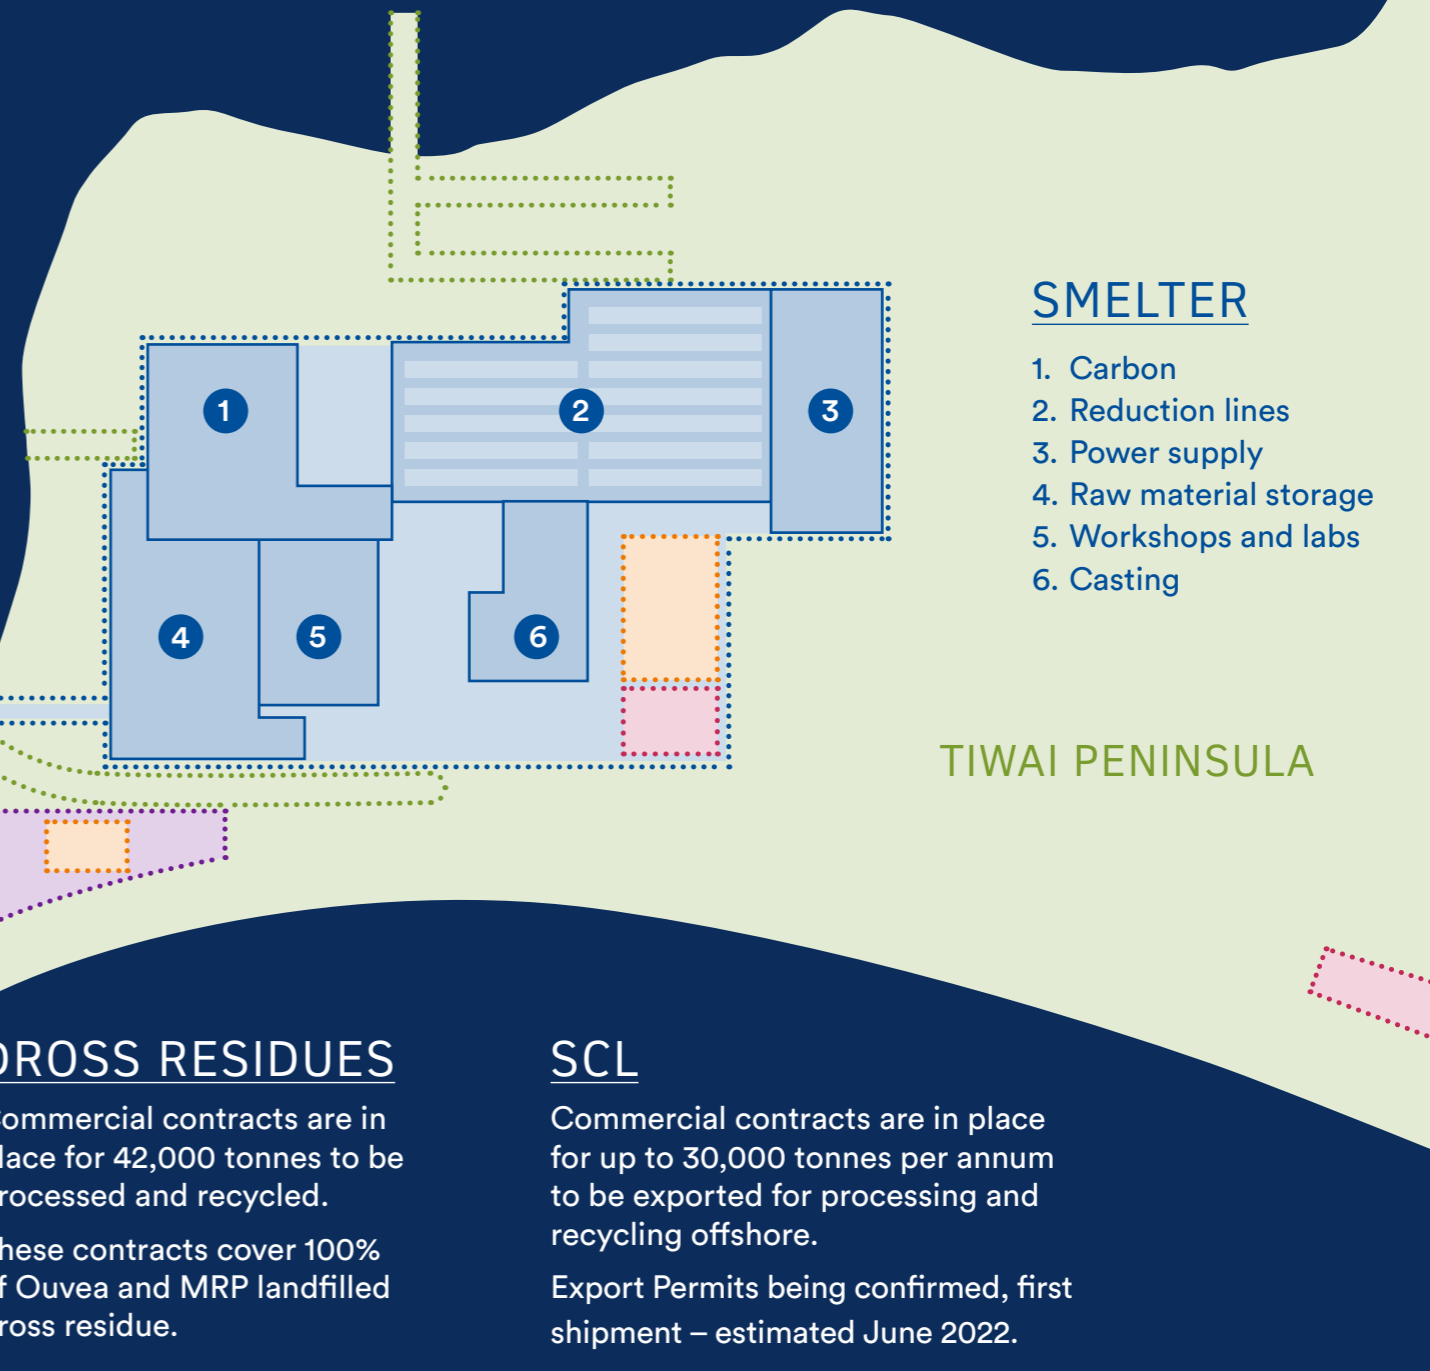 1
2
3
4
5
6
SMELTER
1. Carbon
2. Reduction lines
3. Power supply
4. Raw material storage
5. Workshops and labs
6. Casting
TIWAI PENINSULA
DROSS RESIDUES
Commercial contracts are in
lace for 42,000 tonnes to be
rocessed and recycled.
hese contracts cover 100%
f Ouvea and MRP landfilled
ross residue.
SCL
Commercial contracts are in place
for up to 30,000 tonnes per annum
to be exported for processing and
recycling offshore.
Export Permits being confirmed, first
shipment – estimated June 2022.